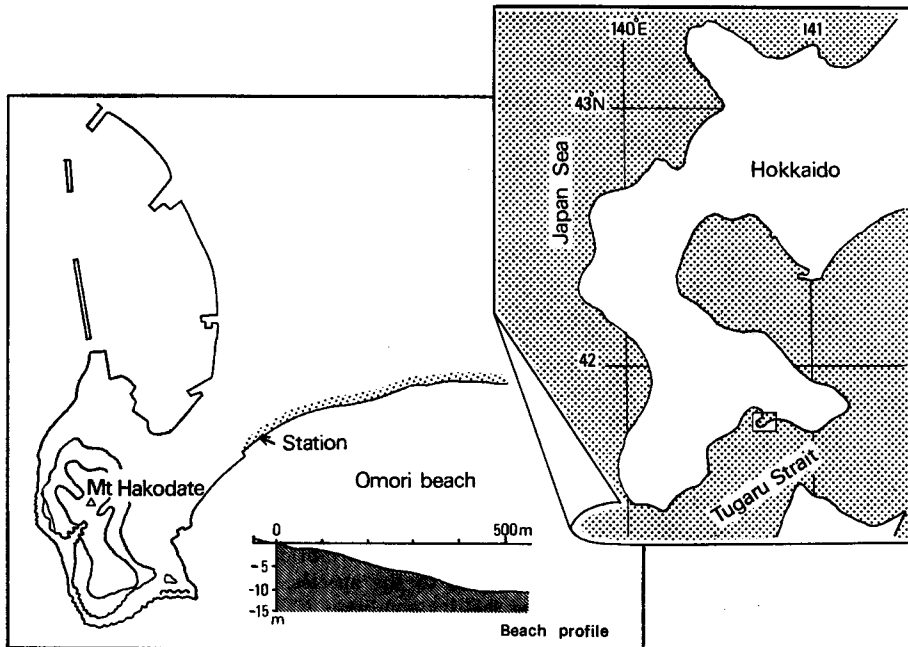 140°E
141
43°N
Japan Sea
Hokkaido
42
Tugaru Strait
Station
Mt Hakodate
Omori beach
0
500m
-5
-10
-15
m
Beach profile